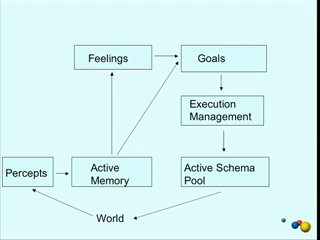 Feelings
Goals
Execution
Management
Percepts
Active
Memory
Active Schema
Pool
World